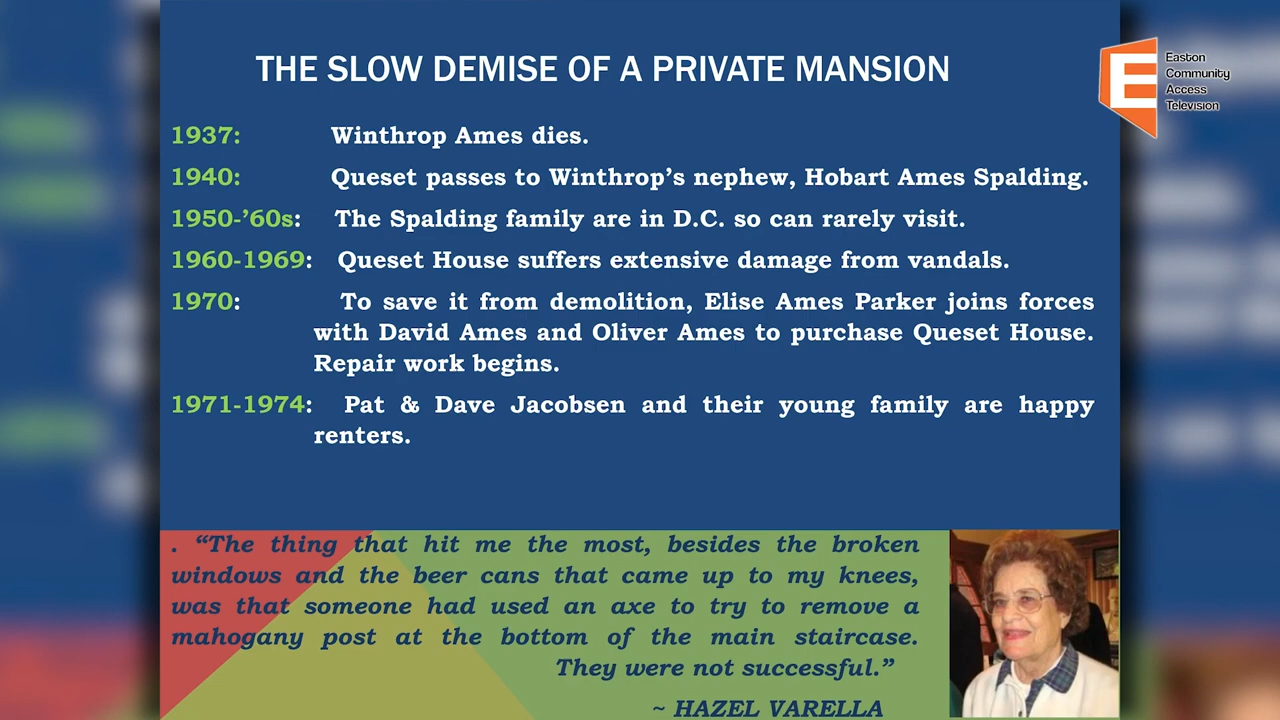 THE SLOW DEMISE OF A PRIVATE MANSION
Easton
Community
Access
Television
1937: Winthrop Ames dies.
1940: Queset passes to Winthrop’s nephew, Hobart Ames Spalding.
1950-’60s: The Spalding family are in D.C. so can rarely visit.
1960-1969: Queset House suffers extensive damage from vandals.
1970: To save it from demolition, Elise Ames Parker joins forces
with David Ames and Oliver Ames to purchase Queset House.
Repair work begins.
1971-1974: Pat & Dave Jacobsen and their young family are happy
renters.
. “The thing that hit me the most, besides the broken
windows and the beer cans that came up to my knees,
was that someone had used an axe to try to remove a
mahogany post at the bottom of the main staircase.
They were not successful.”
~ HAZEL VARELLA